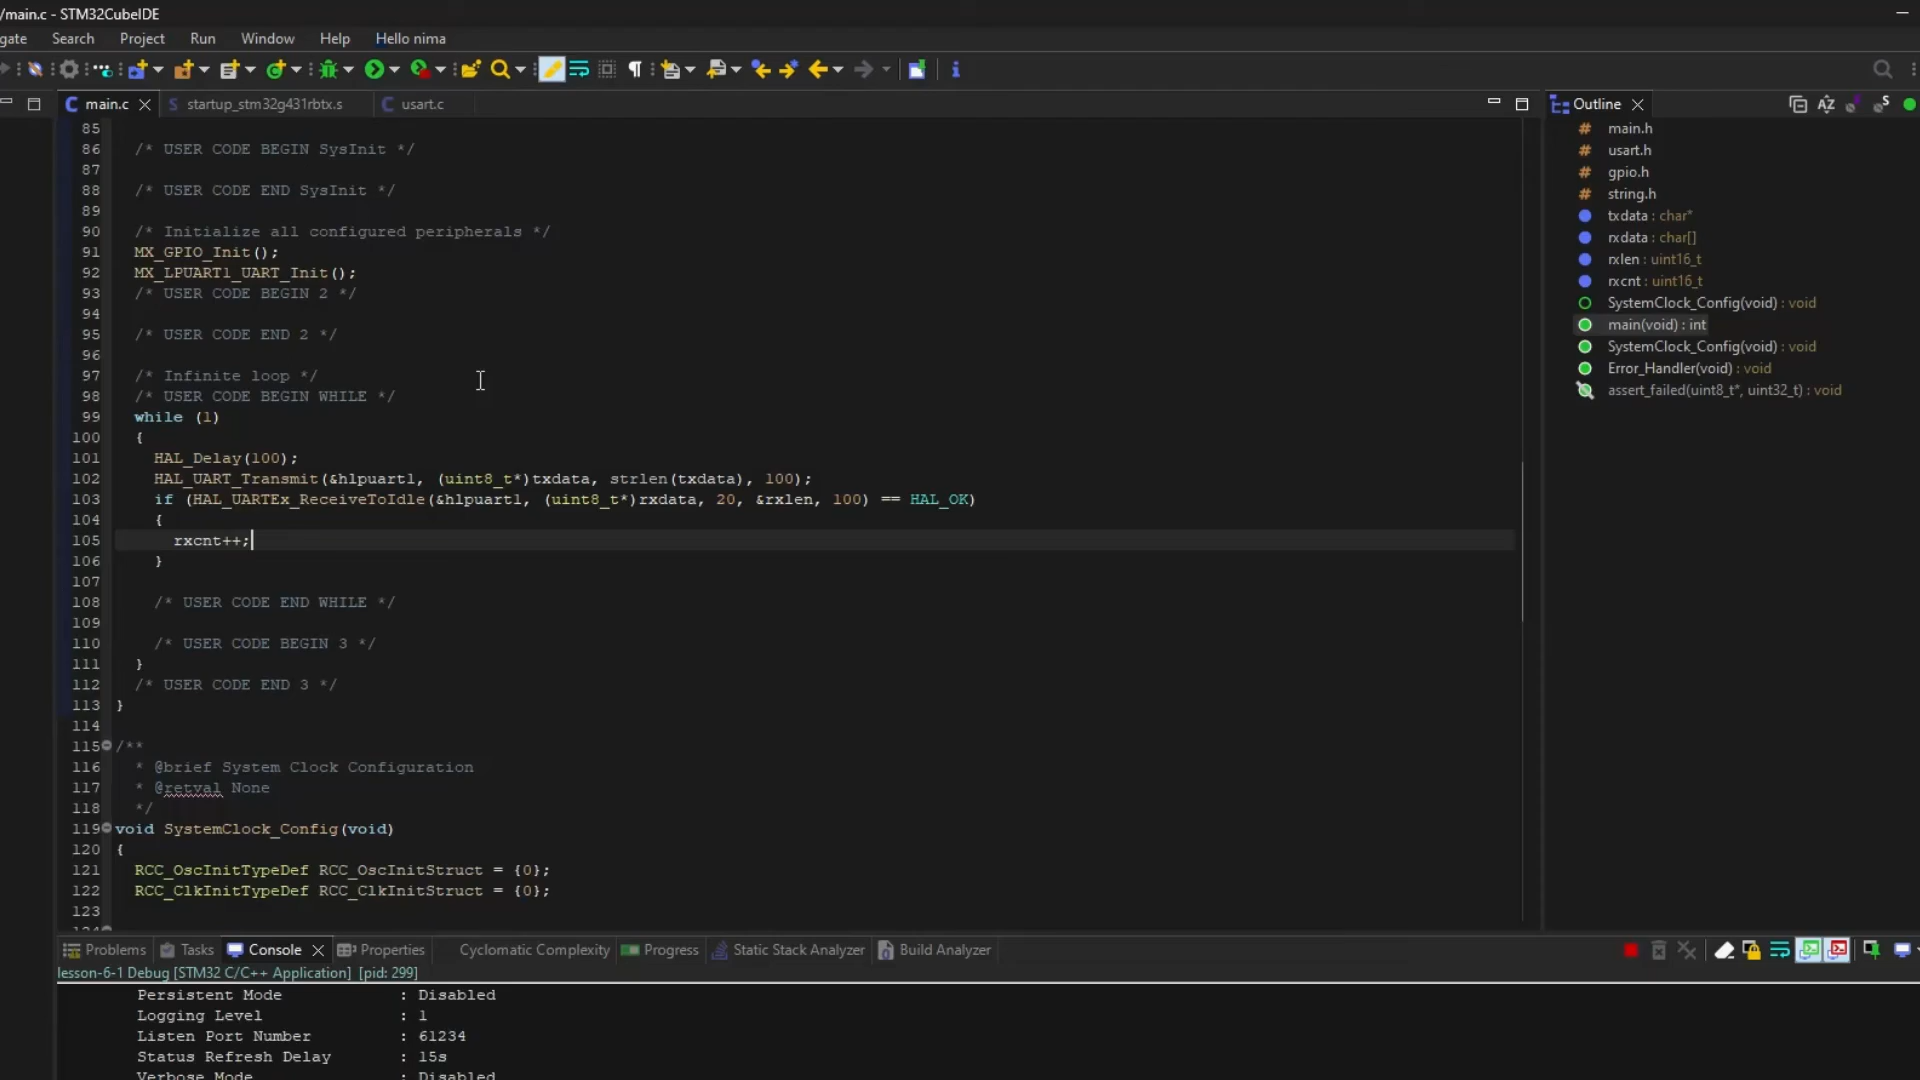 /main.c - STM32CubeIDE
gate Search Project Run Window Help Hello nima
main.c startup_stm32g431rbtx.s usart.c
85
86 /* USER CODE BEGIN SysInit */
87
88 /* USER CODE END SysInit */
89
90 /* Initialize all configured peripherals */
91 MX_GPIO_Init();
92 MX_LPUART1_UART_Init();
93 /* USER CODE BEGIN 2 */
94
95 /* USER CODE END 2 */
96
97 /* Infinite loop */
98 /* USER CODE BEGIN WHILE */
99 while (1)
100 {
101 HAL_Delay(100);
102 HAL_UART_Transmit(&hlpuart1, (uint8_t*)txdata, strlen(txdata), 100);
103 if (HAL_UARTEx_ReceiveToIdle(&hlpuart1, (uint8_t*)rxdata, 20, &rxlen, 100) == HAL_OK)
104 {
105 rxcnt++;
106 }
107
108 /* USER CODE END WHILE */
109
110 /* USER CODE BEGIN 3 */
111 }
112 /* USER CODE END 3 */
113 }
114
115 /**
116 * @brief System Clock Configuration
117 * @retval None
118 */
119 void SystemClock_Config(void)
120 {
121 RCC_OscInitTypeDef RCC_OscInitStruct = {0};
122 RCC_ClkInitTypeDef RCC_ClkInitStruct = {0};
123
Outline
main.h
usart.h
gpio.h
string.h
txdata : char*
rxdata : char[]
rxlen : uint16_t
rxcnt : uint16_t
SystemClock_Config(void) : void
main(void) : int
SystemClock_Config(void) : void
Error_Handler(void) : void
assert_failed(uint8_t*, uint32_t) : void
Problems Tasks Console Properties Cyclomatic Complexity Progress Static Stack Analyzer Build Analyzer
lesson-6-1 Debug [STM32 C/C++ Application] [pid: 299]
Persistent Mode : Disabled
Logging Level : 1
Listen Port Number : 61234
Status Refresh Delay : 15s
Verbose Mode : Disabled